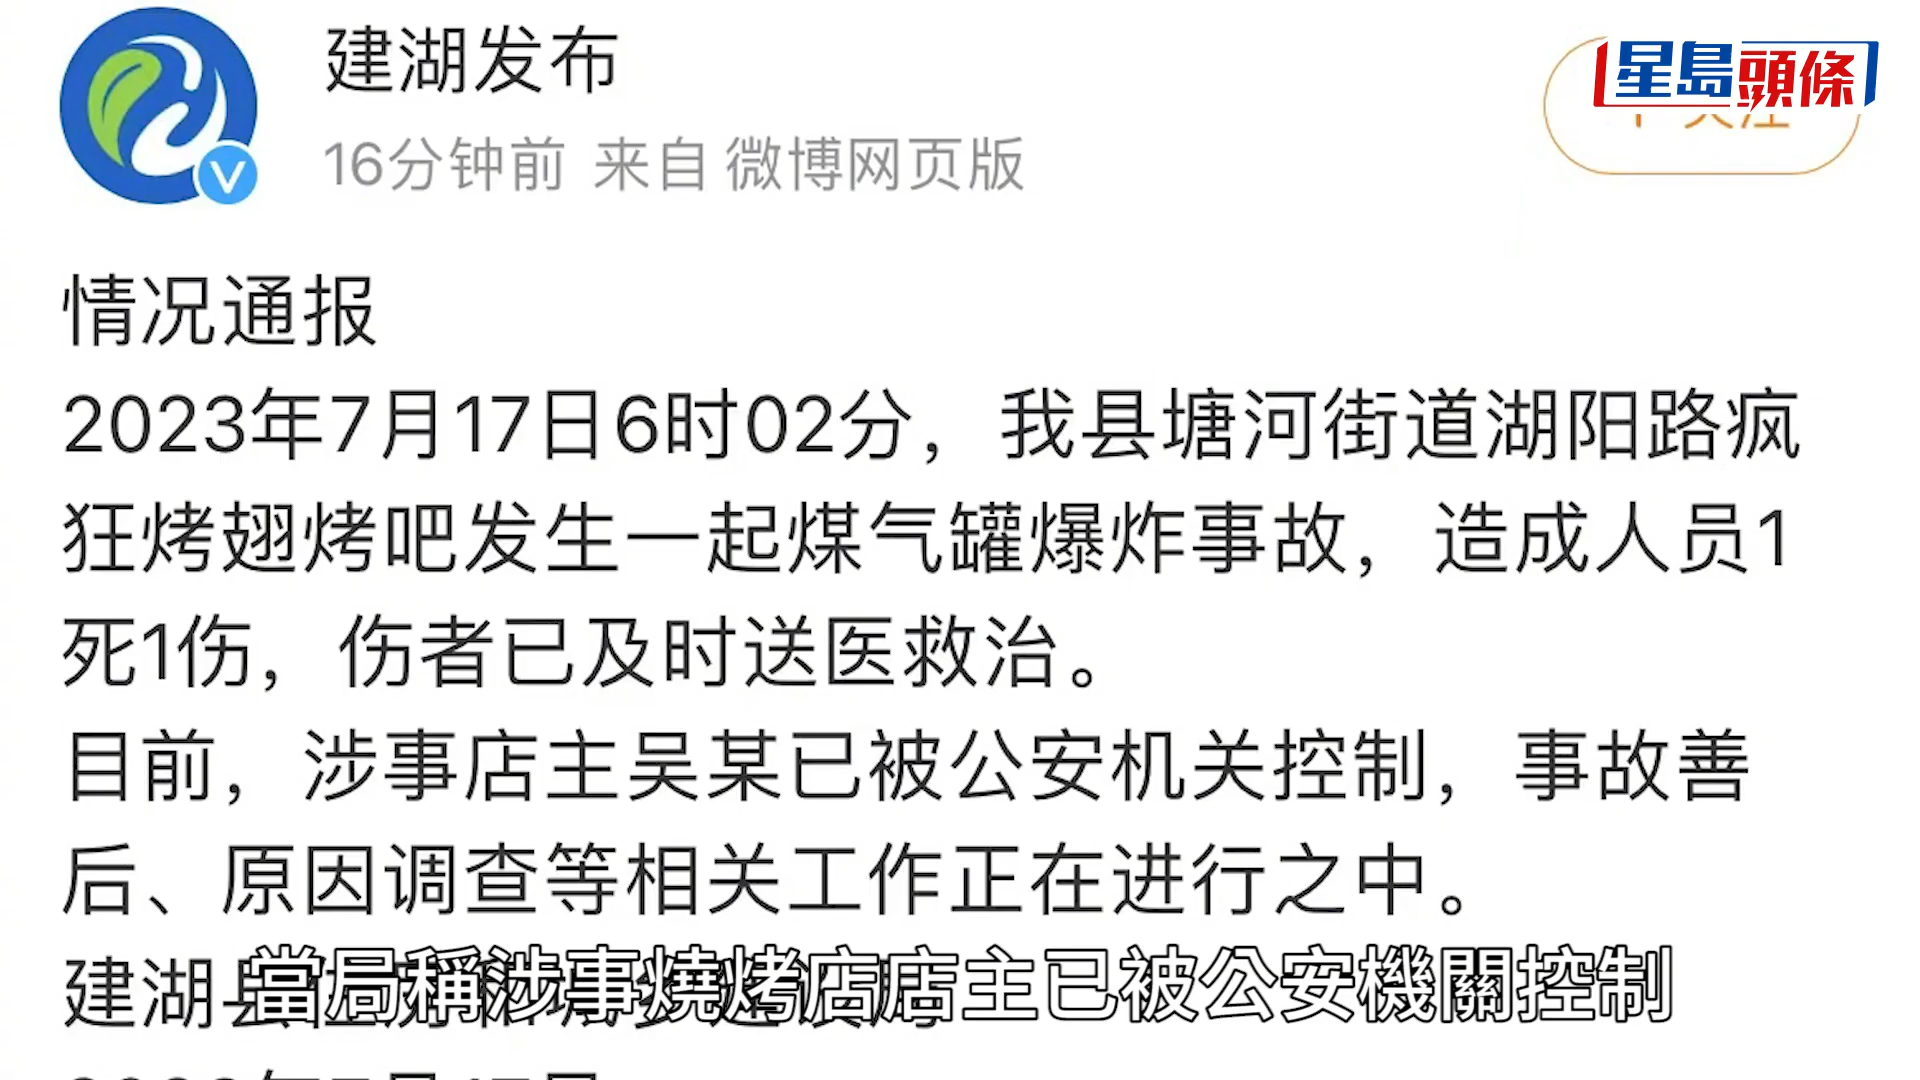 建湖发布
星島頭條
16分钟前 来自 微博网页版
情况通报
2023年7月17日6时02分，我县塘河街道湖阳路疯
狂烤翅烤吧发生一起煤气罐爆炸事故，造成人员1
死1伤，伤者已及时送医救治。
目前，涉事店主吴某已被公安机关控制，事故善
后、原因调查等相关工作正在进行之中。
建湖县
當局稱涉事燒烤店店主已被公安機關控制